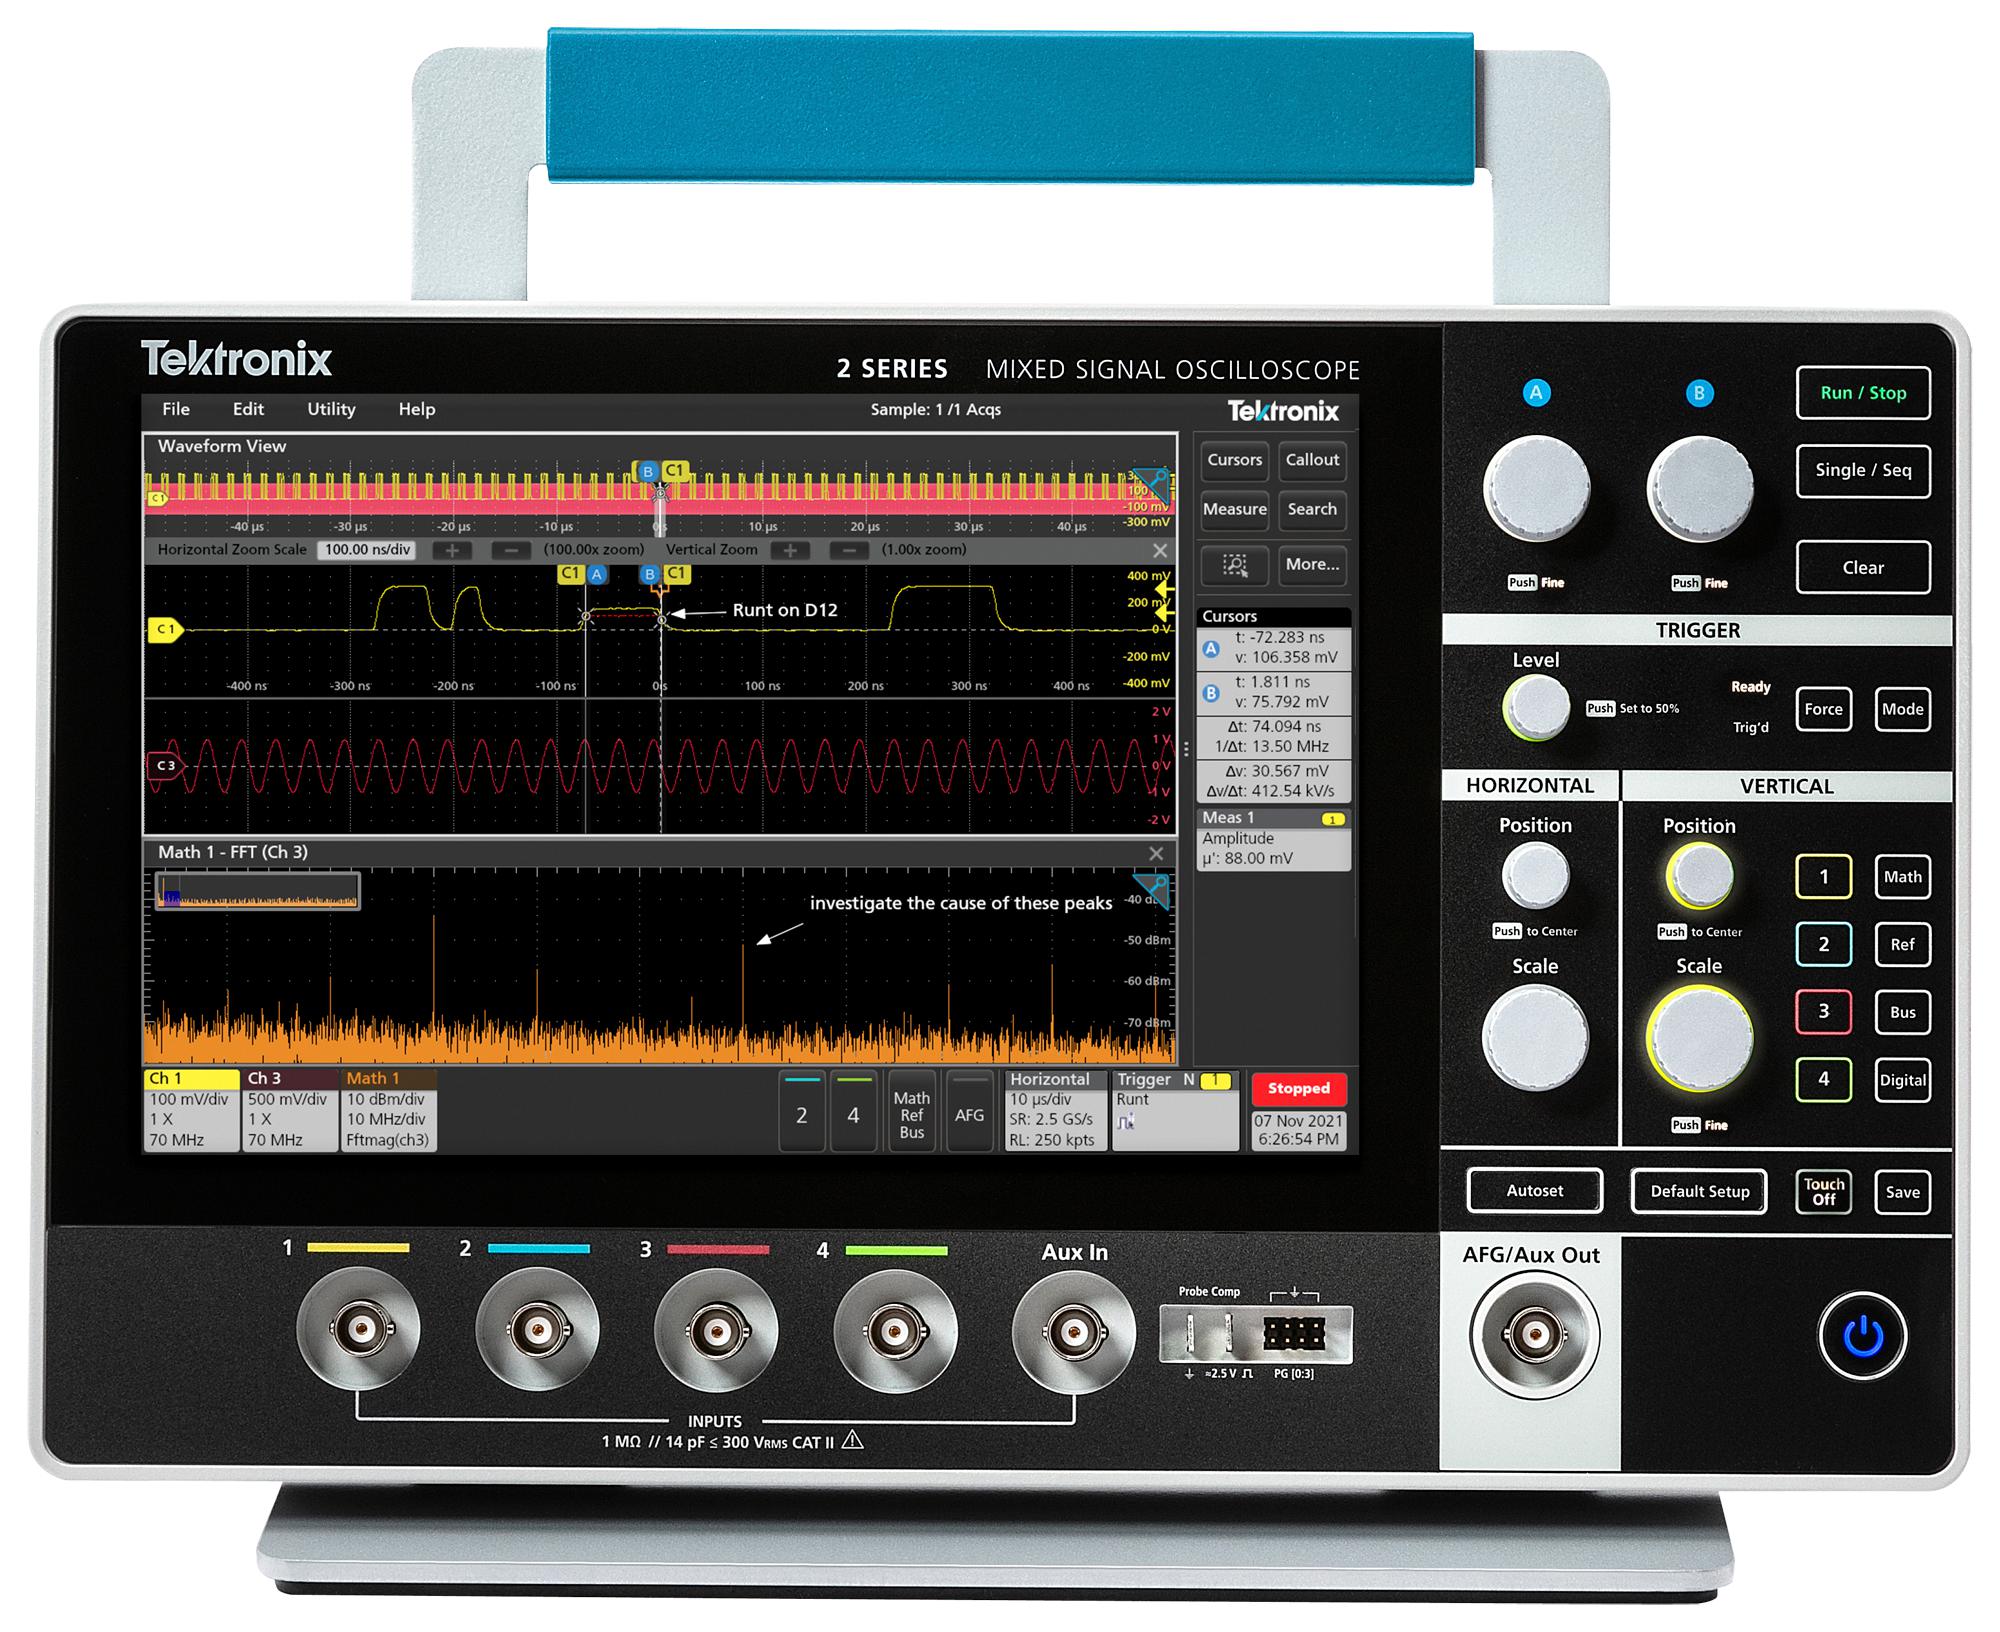 Tektronix
2 SERIES MIXED SIGNAL OSCILLOSCOPE
File Edit Utility Help
Sample: 1 /1 Acqs
Tektronix
Waveform View
B C1
C1
100
-100 mV
-300 mV
-40 µs -30 µs -20 µs -10 µs 0s 10 µs 20 µs 30 µs 40 µs
Horizontal Zoom Scale 100.00 ns/div + − (100.00x zoom) Vertical Zoom + − (1.00x zoom)
C1 A B C1
400 mV
200 mV
0 V
-200 mV
-400 mV
C 1
Runt on D12
-400 ns -300 ns -200 ns -100 ns 0s 100 ns 200 ns 300 ns 400 ns
2 V
1 V
0 V
-1 V
-2 V
C 3
Math 1 - FFT (Ch 3)
investigate the cause of these peaks
-40 d
-50 dBm
-60 dBm
-70 dBm
Cursors Callout
Measure Search
More...
Cursors
A
t: -72.283 ns
v: 106.358 mV
B
t: 1.811 ns
v: 75.792 mV
Δt: 74.094 ns
1/Δt: 13.50 MHz
Δv: 30.567 mV
Δv/Δt: 412.54 kV/s
Meas 1 1
Amplitude
µ': 88.00 mV
Ch 1
100 mV/div
1 X
70 MHz
Ch 3
500 mV/div
1 X
70 MHz
Math 1
10 dBm/div
10 MHz/div
Fftmag(ch3)
2
4
Math
Ref
Bus
AFG
Horizontal
10 µs/div
SR: 2.5 GS/s
RL: 250 kpts
Trigger N 1
Runt
Stopped
07 Nov 2021
6:26:54 PM
A B
Push Fine
Push Fine
Run / Stop
Single / Seq
Clear
TRIGGER
Level
Push Set to 50%
Ready
Trig'd
Force
Mode
HORIZONTAL
VERTICAL
Position
Push to Center
Scale
Position
Push to Center
Scale
Push Fine
1 Math
2 Ref
3 Bus
4 Digital
Autoset
Default Setup
Touch
Off
Save
1 2 3 4 Aux In
INPUTS
1 MΩ // 14 pF ≤ 300 VRMS CAT II
Probe Comp
≈2.5 V
PG [0:3]
AFG/Aux Out